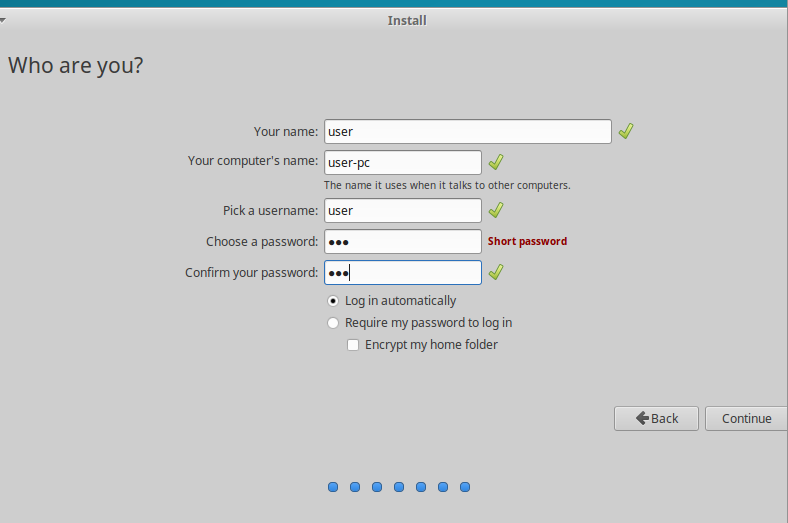 Install
Who are you?
Your name: user
Your computer's name: user-pc
The name it uses when it talks to other computers.
Pick a username: user
Choose a password: ●●● Short password
Confirm your password: ●●●
Log in automatically
Require my password to log in
Encrypt my home folder
Back Continue